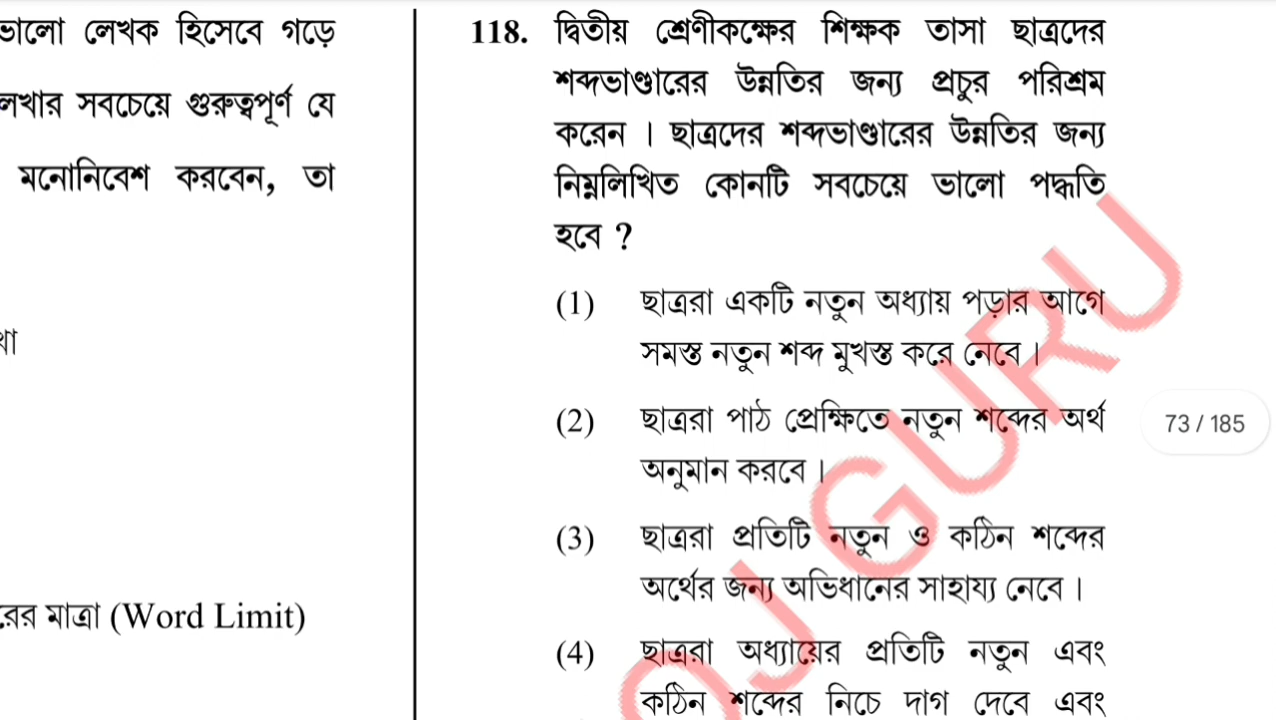 ভালো লেখক হিসেবে গড়ে
লেখার সবচেয়ে গুরুত্বপূর্ণ যে
মনোনিবেশ করবেন, তা
খা
রের মাত্রা (Word Limit)
118. দ্বিতীয় শ্রেণীকক্ষের শিক্ষক তাসা ছাত্রদের
শব্দভাণ্ডারের উন্নতির জন্য প্রচুর পরিশ্রম
করেন । ছাত্রদের শব্দভাণ্ডারের উন্নতির জন্য
নিম্নলিখিত কোনটি সবচেয়ে ভালো পদ্ধতি
হবে ?
(1) ছাত্ররা একটি নতুন অধ্যায় পড়ার আগে
সমস্ত নতুন শব্দ মুখস্ত করে নেবে ।
(2) ছাত্ররা পাঠ প্রেক্ষিতে নতুন শব্দের অর্থ
অনুমান করবে ।
(3) ছাত্ররা প্রতিটি নতুন ও কঠিন শব্দের
অর্থের জন্য অভিধানের সাহায্য নেবে ।
(4) ছাত্ররা অধ্যায়ের প্রতিটি নতুন এবং
কঠিন শব্দের নিচে দাগ দেবে এবং
73 / 185
OJ GURU